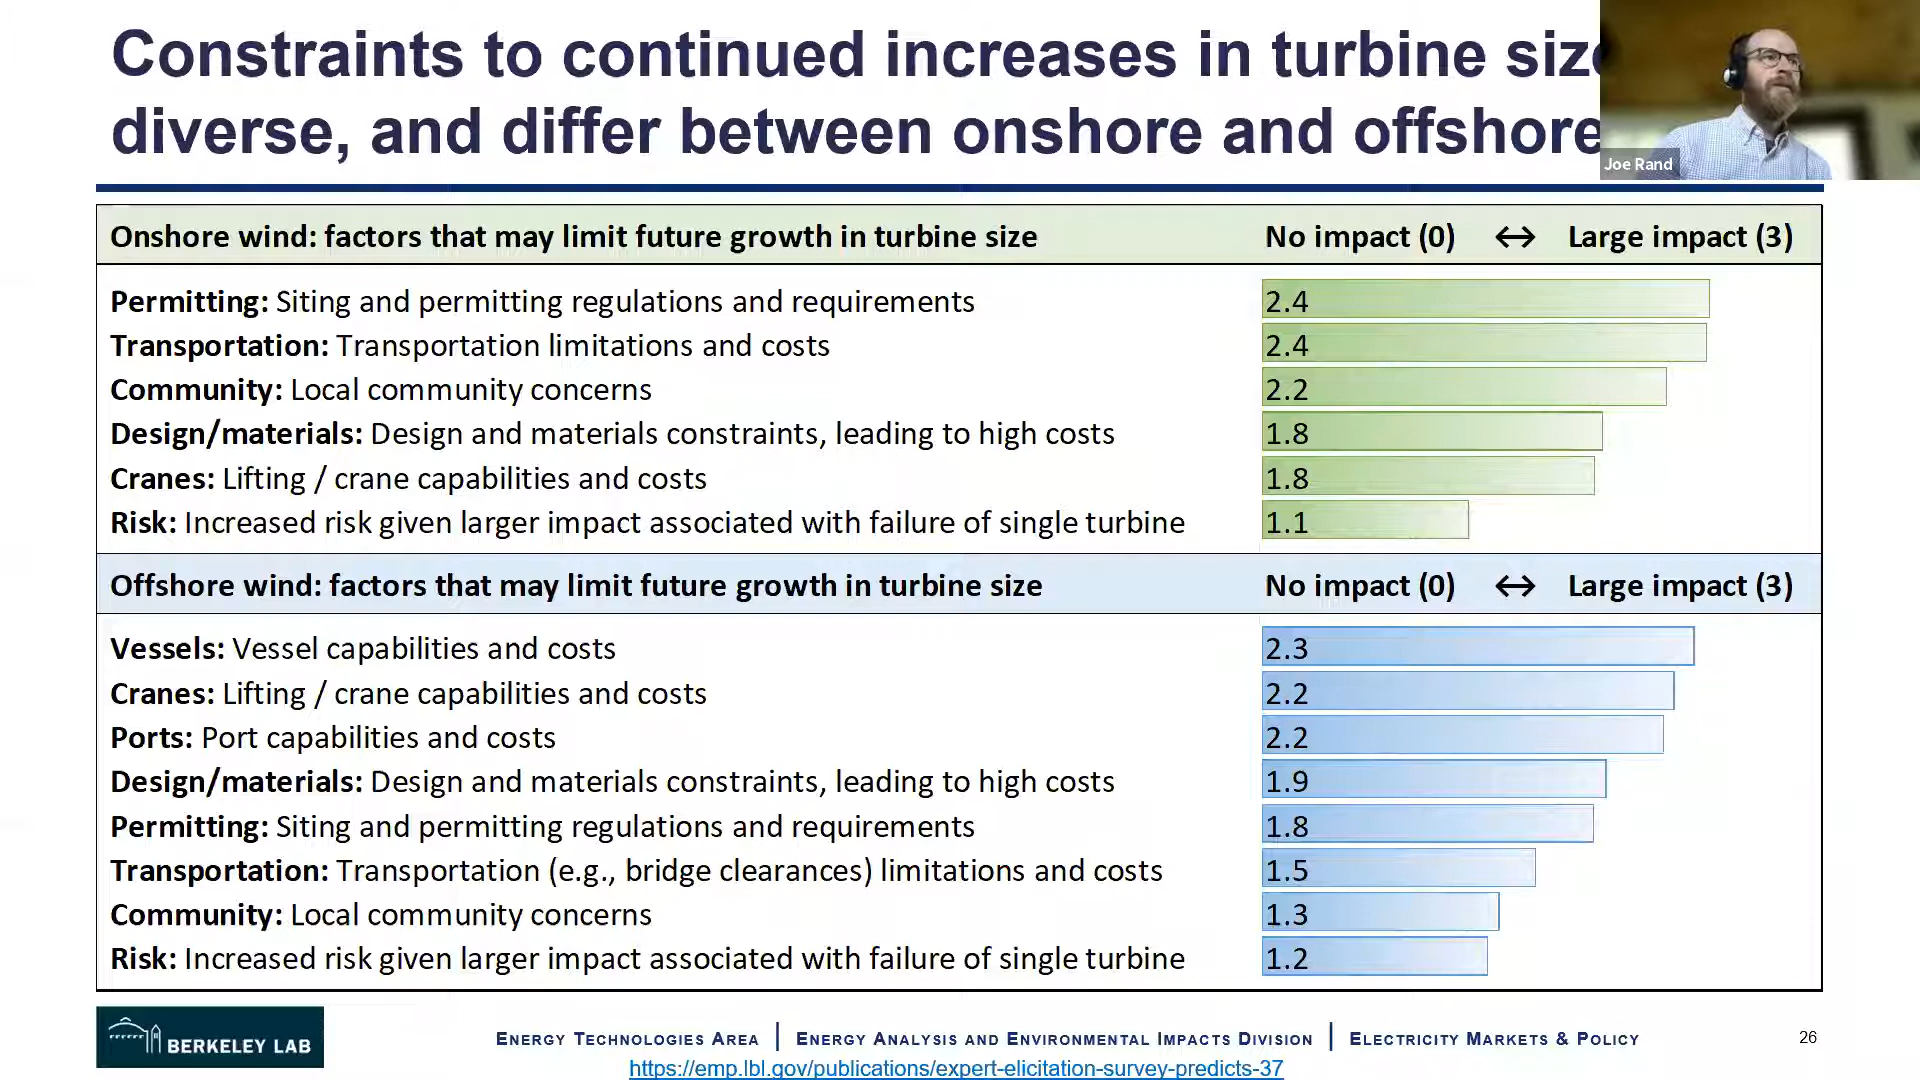 Constraints to continued increases in turbine size
diverse, and differ between onshore and offshore
Joe Rand
Onshore wind: factors that may limit future growth in turbine size No impact (0) ↔ Large impact (3)
Permitting: Siting and permitting regulations and requirements 2.4
Transportation: Transportation limitations and costs 2.4
Community: Local community concerns 2.2
Design/materials: Design and materials constraints, leading to high costs 1.8
Cranes: Lifting / crane capabilities and costs 1.8
Risk: Increased risk given larger impact associated with failure of single turbine 1.1
Offshore wind: factors that may limit future growth in turbine size No impact (0) ↔ Large impact (3)
Vessels: Vessel capabilities and costs 2.3
Cranes: Lifting / crane capabilities and costs 2.2
Ports: Port capabilities and costs 2.2
Design/materials: Design and materials constraints, leading to high costs 1.9
Permitting: Siting and permitting regulations and requirements 1.8
Transportation: Transportation (e.g., bridge clearances) limitations and costs 1.5
Community: Local community concerns 1.3
Risk: Increased risk given larger impact associated with failure of single turbine 1.2
BERKELEY LAB
ENERGY TECHNOLOGIES AREA | ENERGY ANALYSIS AND ENVIRONMENTAL IMPACTS DIVISION | ELECTRICITY MARKETS & POLICY
26
https://emp.lbl.gov/publications/expert-elicitation-survey-predicts-37